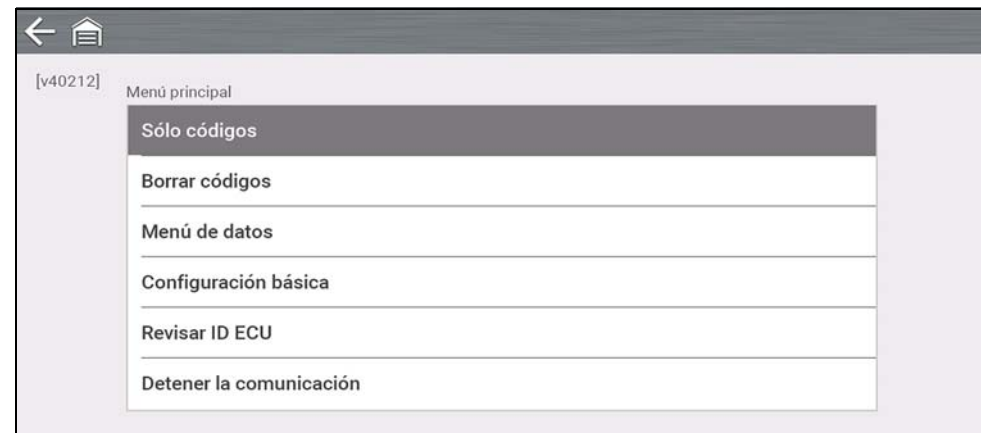 [v40212]
Menú principal
Sólo códigos
Borrar códigos
Menú de datos
Configuración básica
Revisar ID ECU
Detener la comunicación